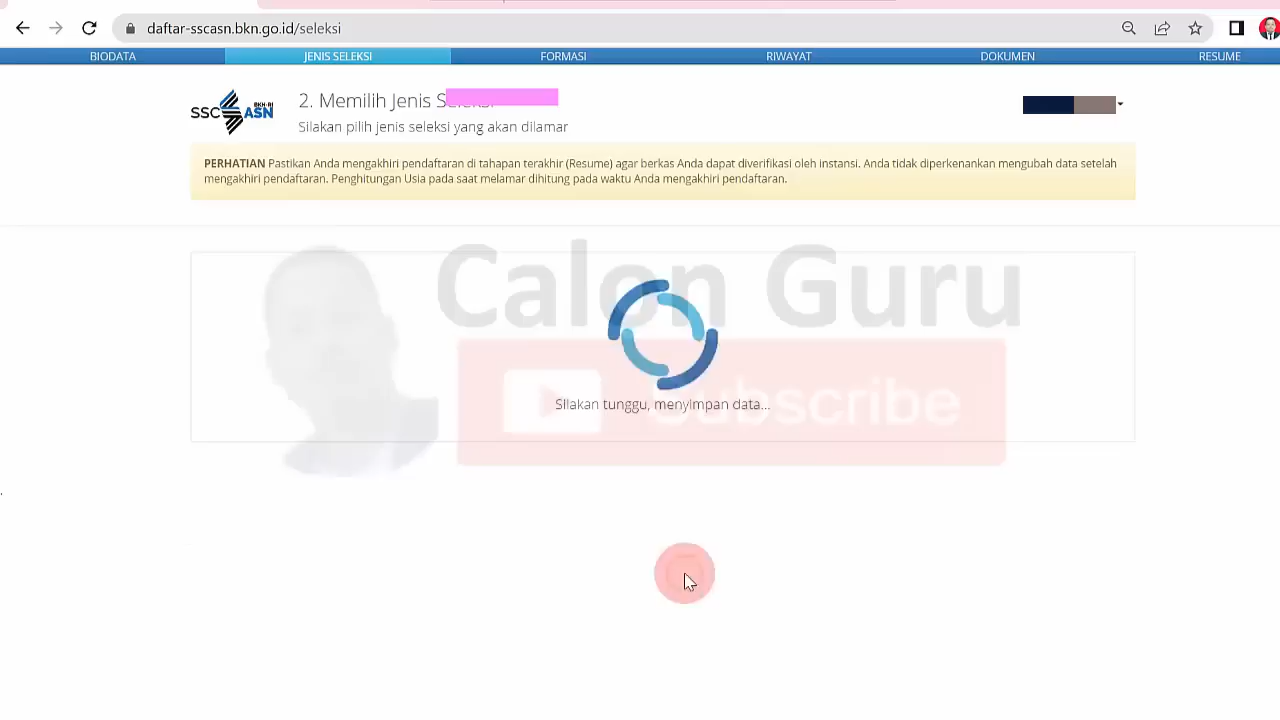 daftar-sscasn.bkn.go.id/seleksi
BIODATA JENIS SELEKSI FORMASI RIWAYAT DOKUMEN RESUME
SSCASN BKN-RI
2. Memilih Jenis
Silakan pilih jenis seleksi yang akan dilamar
PERHATIAN Pastikan Anda mengakhiri pendaftaran di tahapan terakhir (Resume) agar berkas Anda dapat diverifikasi oleh instansi. Anda tidak diperkenankan mengubah data setelah
mengakhiri pendaftaran. Penghitungan Usia pada saat melamar dihitung pada waktu Anda mengakhiri pendaftaran.
Calon Guru
Subscribe
Silakan tunggu, menyimpan data...